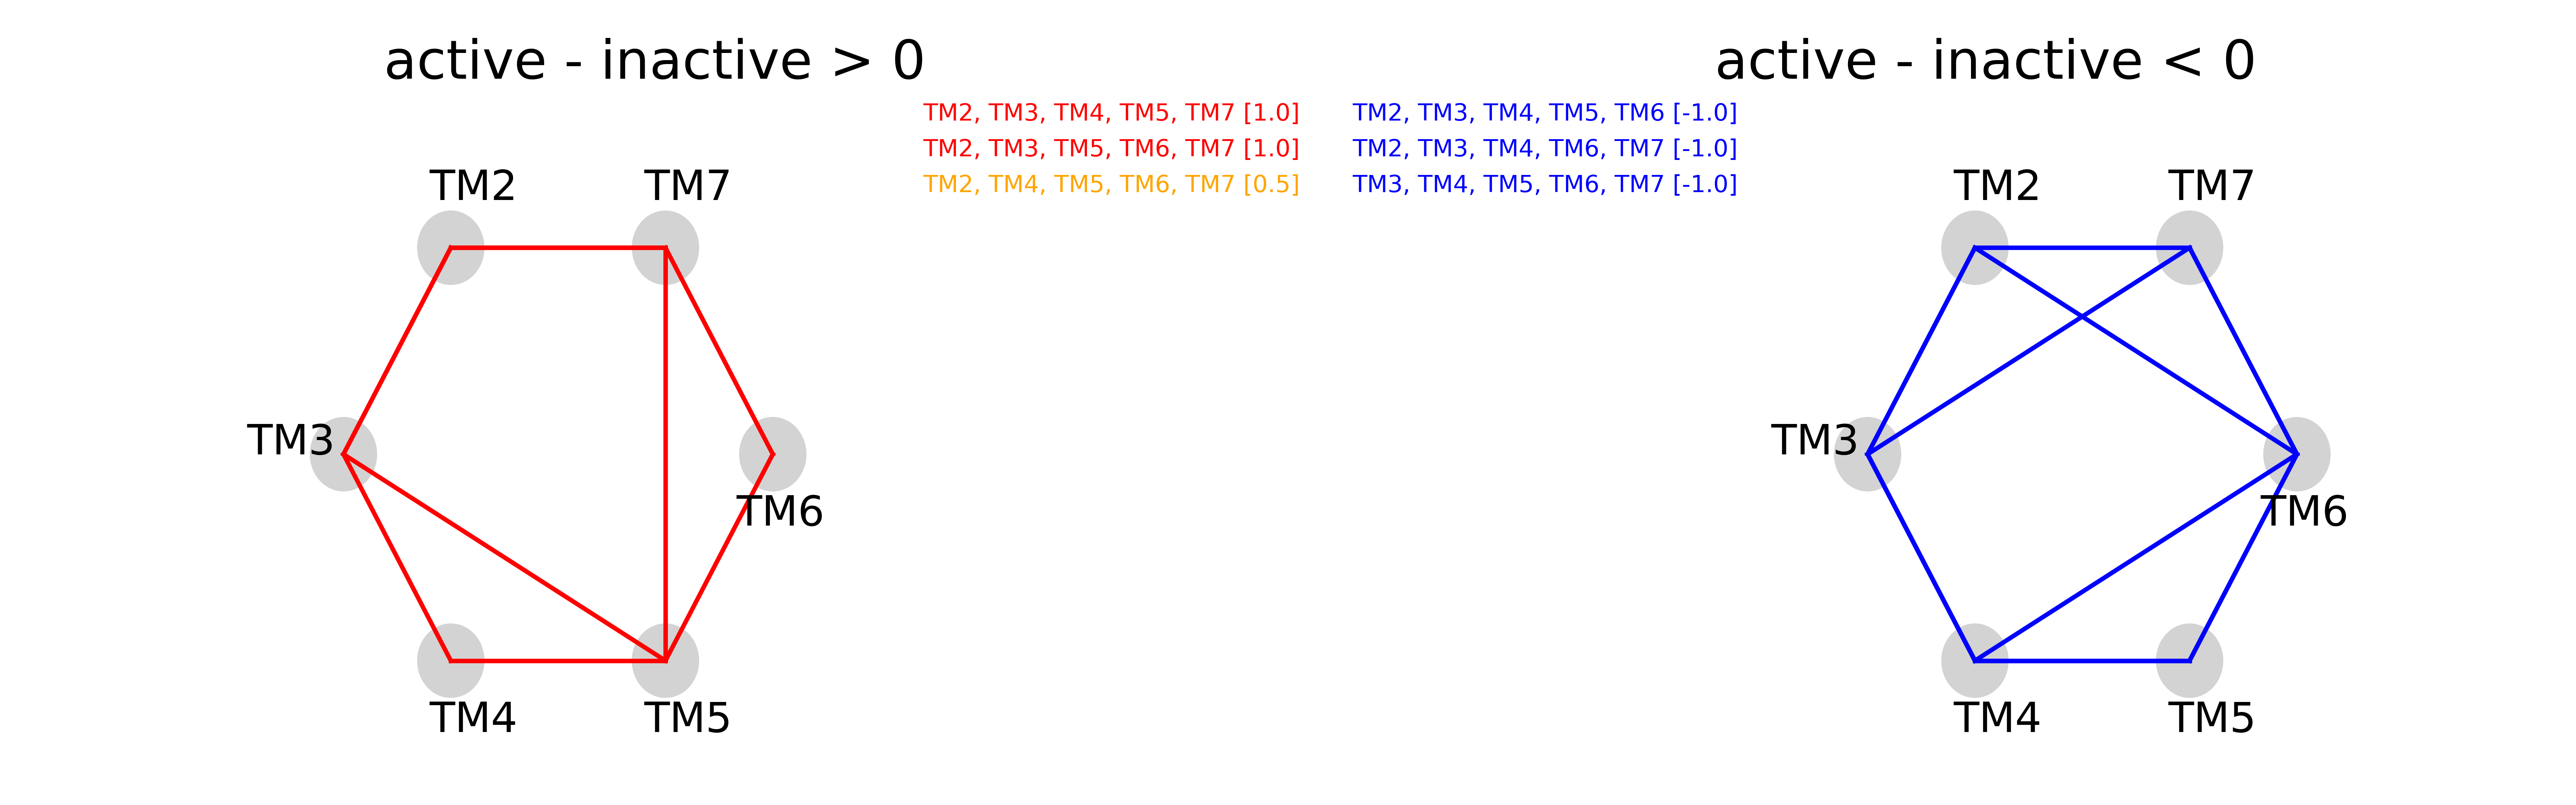 active - inactive > 0
TM2, TM3, TM4, TM5, TM7 [1.0]
TM2, TM3, TM5, TM6, TM7 [1.0]
TM2, TM4, TM5, TM6, TM7 [0.5]
TM2
TM7
TM3
TM6
TM4
TM5
active - inactive < 0
TM2, TM3, TM4, TM5, TM6 [-1.0]
TM2, TM3, TM4, TM6, TM7 [-1.0]
TM3, TM4, TM5, TM6, TM7 [-1.0]
TM2
TM7
TM3
TM6
TM4
TM5